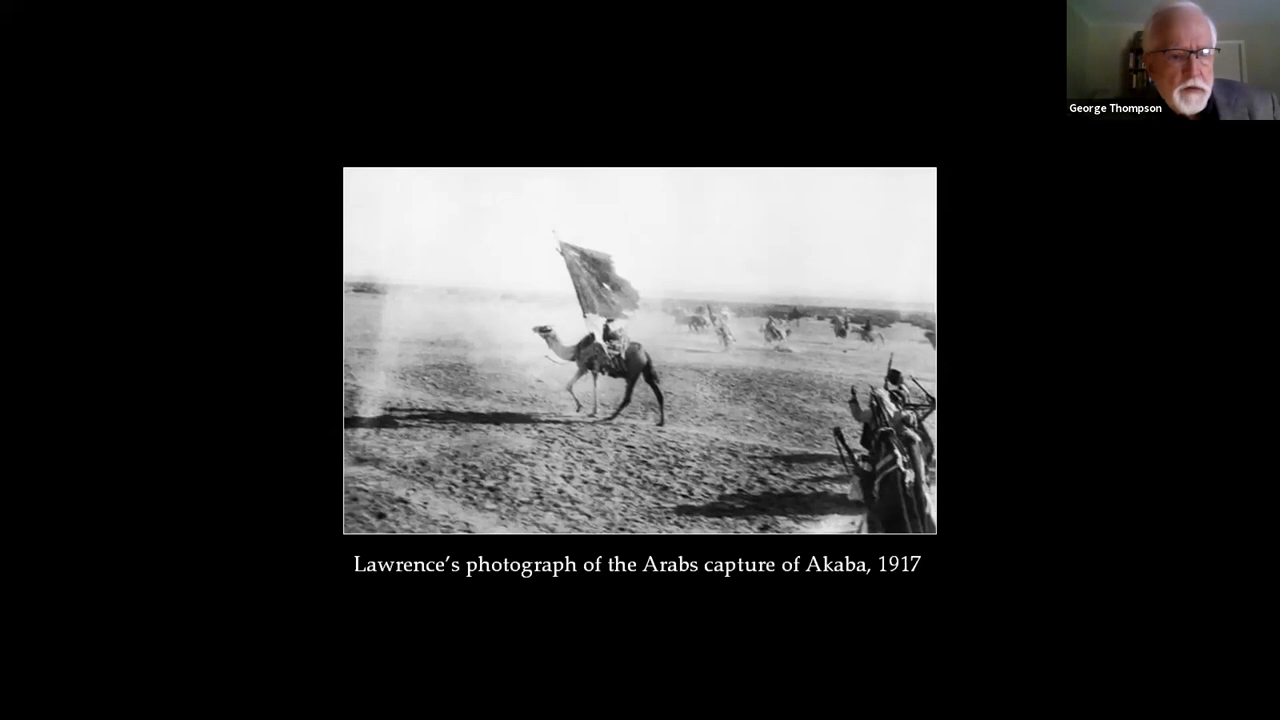 George Thompson
Lawrence’s photograph of the Arabs capture of Akaba, 1917